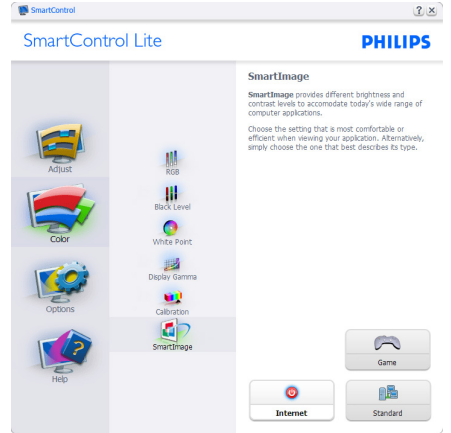 SmartControl
SmartControl Lite
PHILIPS
Adjust
Color
Options
Help
RGB
Black Level
White Point
Display Gamma
Calibration
SmartImage
SmartImage
SmartImage provides different brightness and
contrast levels to accomodate today's wide range of
computer applications.
Choose the setting that is most comfortable or
efficient when viewing your application. Alternatively,
simply choose the one that best describes its type.
Game
Internet
Standard